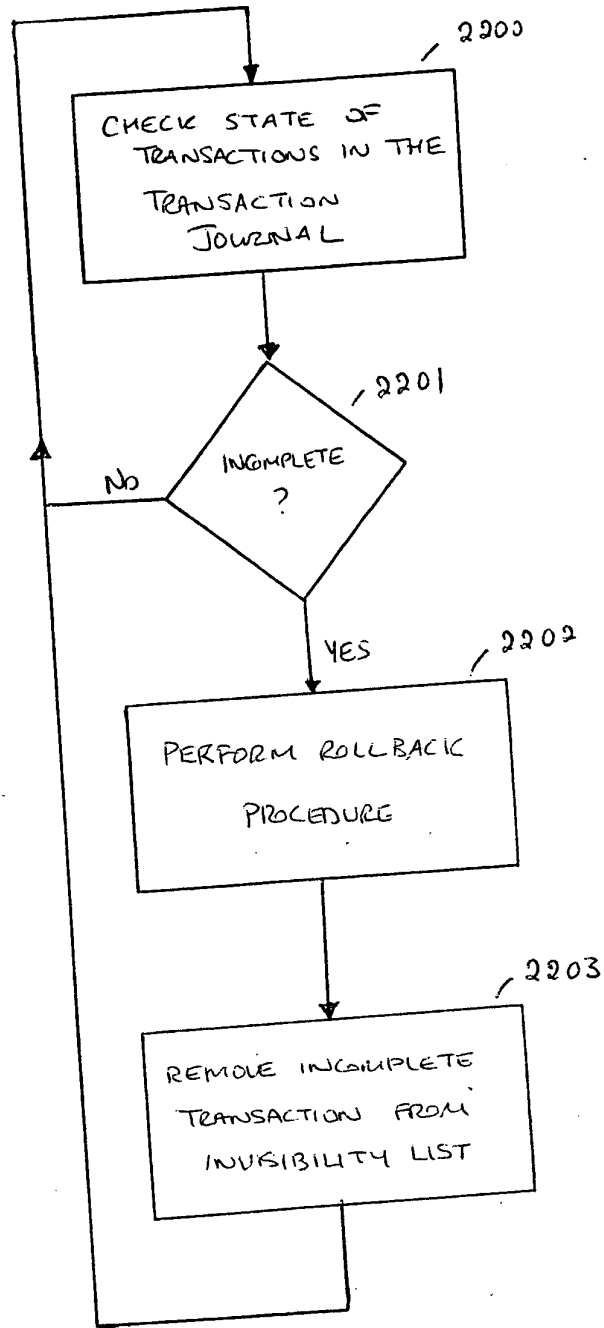 2200
CHECK STATE OF
TRANSACTIONS IN THE
TRANSACTION
JOURNAL
2201
INCOMPLETE
?
No
YES
2202
PERFORM ROLLBACK
PROCEDURE
2203
REMOVE INCOMPLETE
TRANSACTION FROM
INVISIBILITY LIST